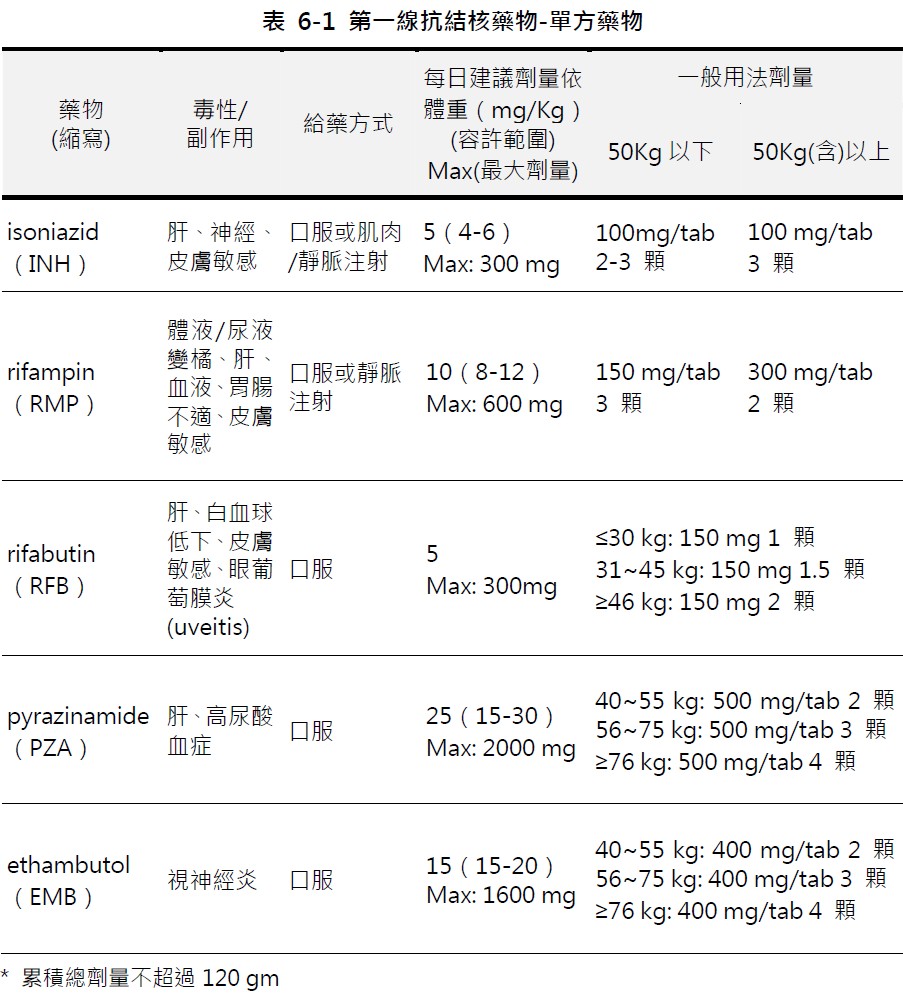 表 6-1 第一線抗結核藥物-單方藥物
藥物
(縮寫)
毒性/
副作用
給藥方式
每日建議劑量依
體重（mg/Kg）
(容許範圍)
Max(最大劑量)
一般用法劑量
50Kg 以下
50Kg(含)以上
isoniazid
（INH）
肝、神經、
皮膚敏感
口服或肌肉
/靜脈注射
5（4-6）
Max: 300 mg
100mg/tab
2-3 顆
100 mg/tab
3 顆
rifampin
（RMP）
體液/尿液
變橘、肝、
血液、胃腸
不適、皮膚
敏感
口服或靜脈
注射
10（8-12）
Max: 600 mg
150 mg/tab
3 顆
300 mg/tab
2 顆
rifabutin
（RFB）
肝、白血球
低下、皮膚
敏感、眼葡
萄膜炎
(uveitis)
口服
5
Max: 300mg
≤30 kg: 150 mg 1 顆
31~45 kg: 150 mg 1.5 顆
≥46 kg: 150 mg 2 顆
pyrazinamide
（PZA）
肝、高尿酸
血症
口服
25（15-30）
Max: 2000 mg
40~55 kg: 500 mg/tab 2 顆
56~75 kg: 500 mg/tab 3 顆
≥76 kg: 500 mg/tab 4 顆
ethambutol
（EMB）
視神經炎
口服
15（15-20）
Max: 1600 mg
40~55 kg: 400 mg/tab 2 顆
56~75 kg: 400 mg/tab 3 顆
≥76 kg: 400 mg/tab 4 顆
* 累積總劑量不超過 120 gm